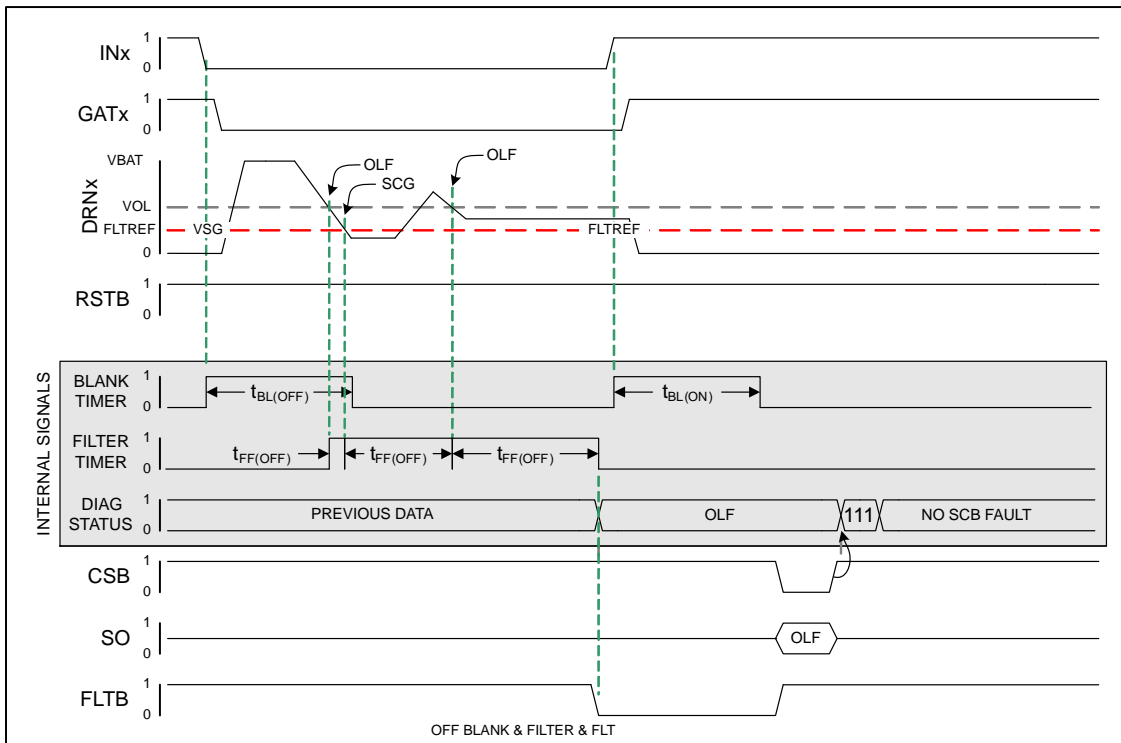 INx
1
0
GATx
1
0
DRNx
VBAT
VOL
FLTREF
0
VSG
OLF
SCG
OLF
FLTREF
RSTB
1
0
INTERNAL SIGNALS
BLANK
TIMER
1
0
tBL(OFF)
tBL(ON)
FILTER
TIMER
1
0
tFF(OFF)
tFF(OFF)
tFF(OFF)
DIAG
STATUS
1
0
PREVIOUS DATA
OLF
111
NO SCB FAULT
CSB
1
0
SO
1
0
OLF
FLTB
1
0
OFF BLANK & FILTER & FLT